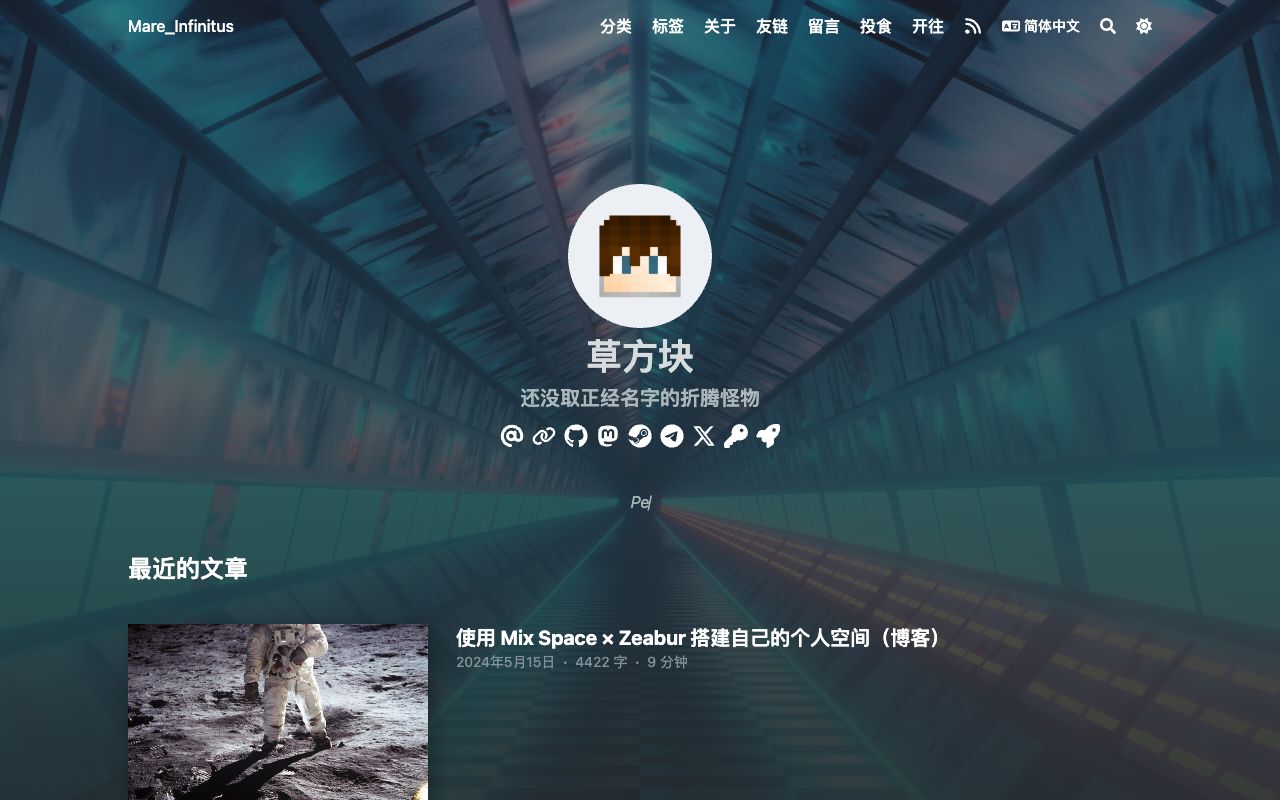 Mare_Infinitus
分类 标签 关于 友链 留言 投食 开往 简体中文
草方块
还没取正经名字的折腾怪物
Pe
最近的文章
使用 Mix Space × Zeabur 搭建自己的个人空间（博客）
2024年5月15日 · 4422 字 · 9 分钟